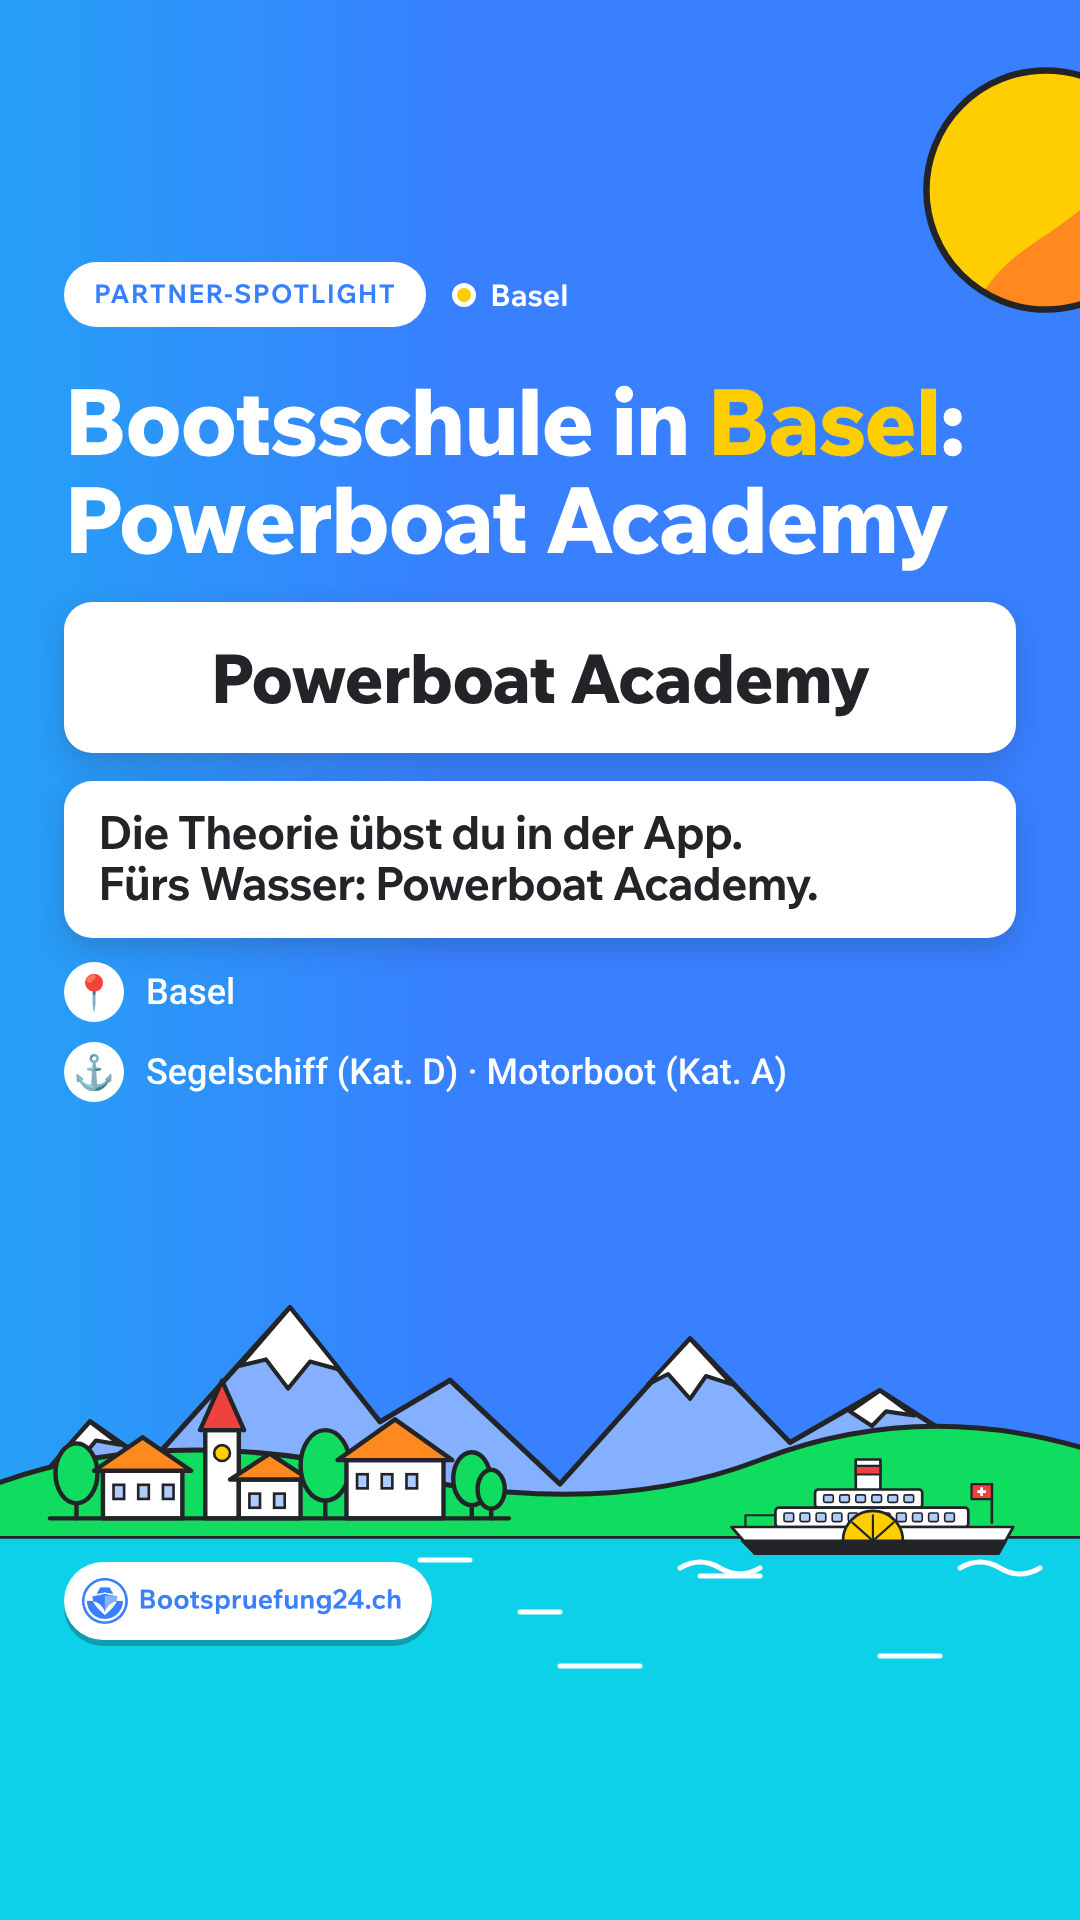 PARTNER-SPOTLIGHT
Basel
Bootsschule in Basel:
Powerboat Academy
Powerboat Academy
Die Theorie übst du in der App.
Fürs Wasser: Powerboat Academy.
Basel
Segelschiff (Kat. D) · Motorboot (Kat. A)
Bootspruefung24.ch